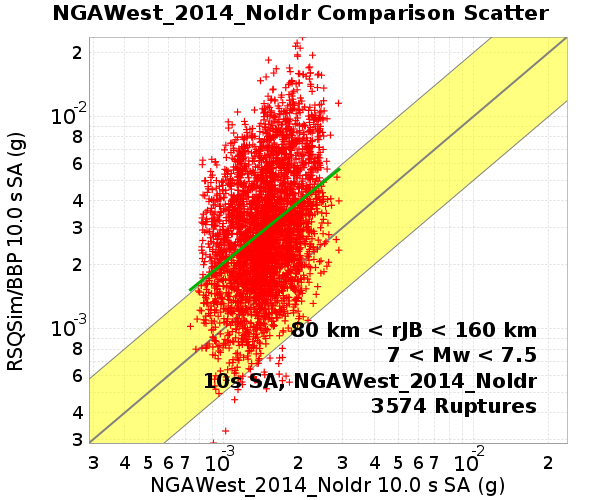 NGAWest_2014_NoIdr Comparison Scatter
RSQSim/BBP 10.0 s SA (g)
2
10-2
8
6
4
3
2
10-3
8
6
4
3
80 km < rJB < 160 km
7 < Mw < 7.5
10s SA, NGAWest_2014_NoIdr
3574 Ruptures
3 4 5 6 7 10-3 2 3 4 5 6 7 10-2 2
NGAWest_2014_NoIdr 10.0 s SA (g)